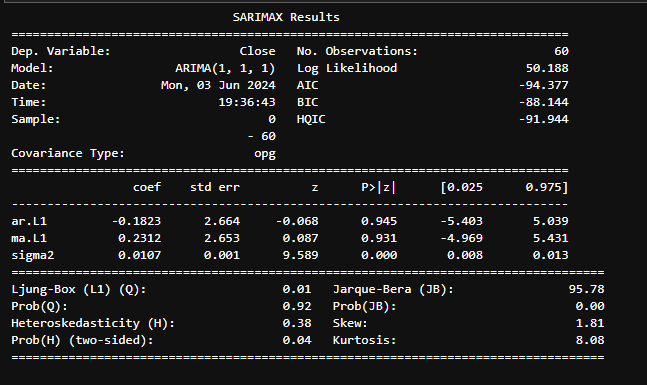 SARIMAX Results
==============================================================================
Dep. Variable: Close No. Observations: 60
Model: ARIMA(1, 1, 1) Log Likelihood 50.188
Date: Mon, 03 Jun 2024 AIC -94.377
Time: 19:36:43 BIC -88.144
Sample: 0 HQIC -91.944
- 60
Covariance Type: opg
==============================================================================
coef std err z P>|z| [0.025 0.975]
------------------------------------------------------------------------------
ar.L1 -0.1823 2.664 -0.068 0.945 -5.403 5.039
ma.L1 0.2312 2.653 0.087 0.931 -4.969 5.431
sigma2 0.0107 0.001 9.589 0.000 0.008 0.013
===================================================================================
Ljung-Box (L1) (Q): 0.01 Jarque-Bera (JB): 95.78
Prob(Q): 0.92 Prob(JB): 0.00
Heteroskedasticity (H): 0.38 Skew: 1.81
Prob(H) (two-sided): 0.04 Kurtosis: 8.08
===================================================================================